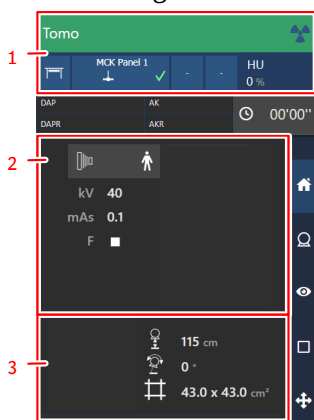 Tomo
1
MCK Panel 1
- -
HU
0 %
DAP AK
00'00''
DAPR AKR
2
kV 40
mAs 0.1
F
115 cm
3
0 °
43.0 x 43.0 cm²